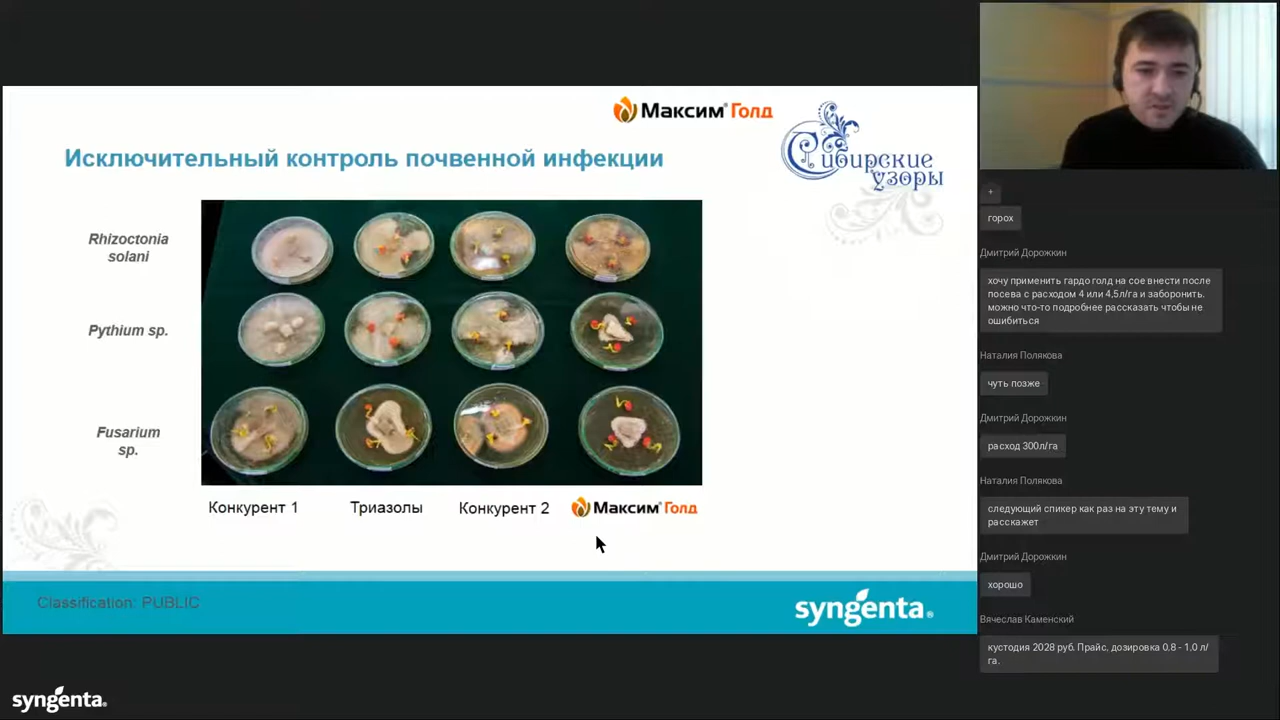 Максим® Голд
Сибирские
узоры
Исключительный контроль почвенной инфекции
Rhizoctonia
solani
Pythium sp.
Fusarium
sp.
Конкурент 1
Триазолы
Конкурент 2
Максим® Голд
Classification: PUBLIC
syngenta®
syngenta®
+
горох
Дмитрий Дорожкин
хочу применить гардо голд на сое внести после
посева с расходом 4 или 4,5л/га и заборонить.
можно что-то подробнее рассказать чтобы не
ошибиться
Наталия Полякова
чуть позже
Дмитрий Дорожкин
расход 300л/га
Наталия Полякова
следующий спикер как раз на эту тему и
расскажет
Дмитрий Дорожкин
хорошо
Вячеслав Каменский
кустодия 2028 руб. Прайс, дозировка 0.8 - 1.0 л/
га.